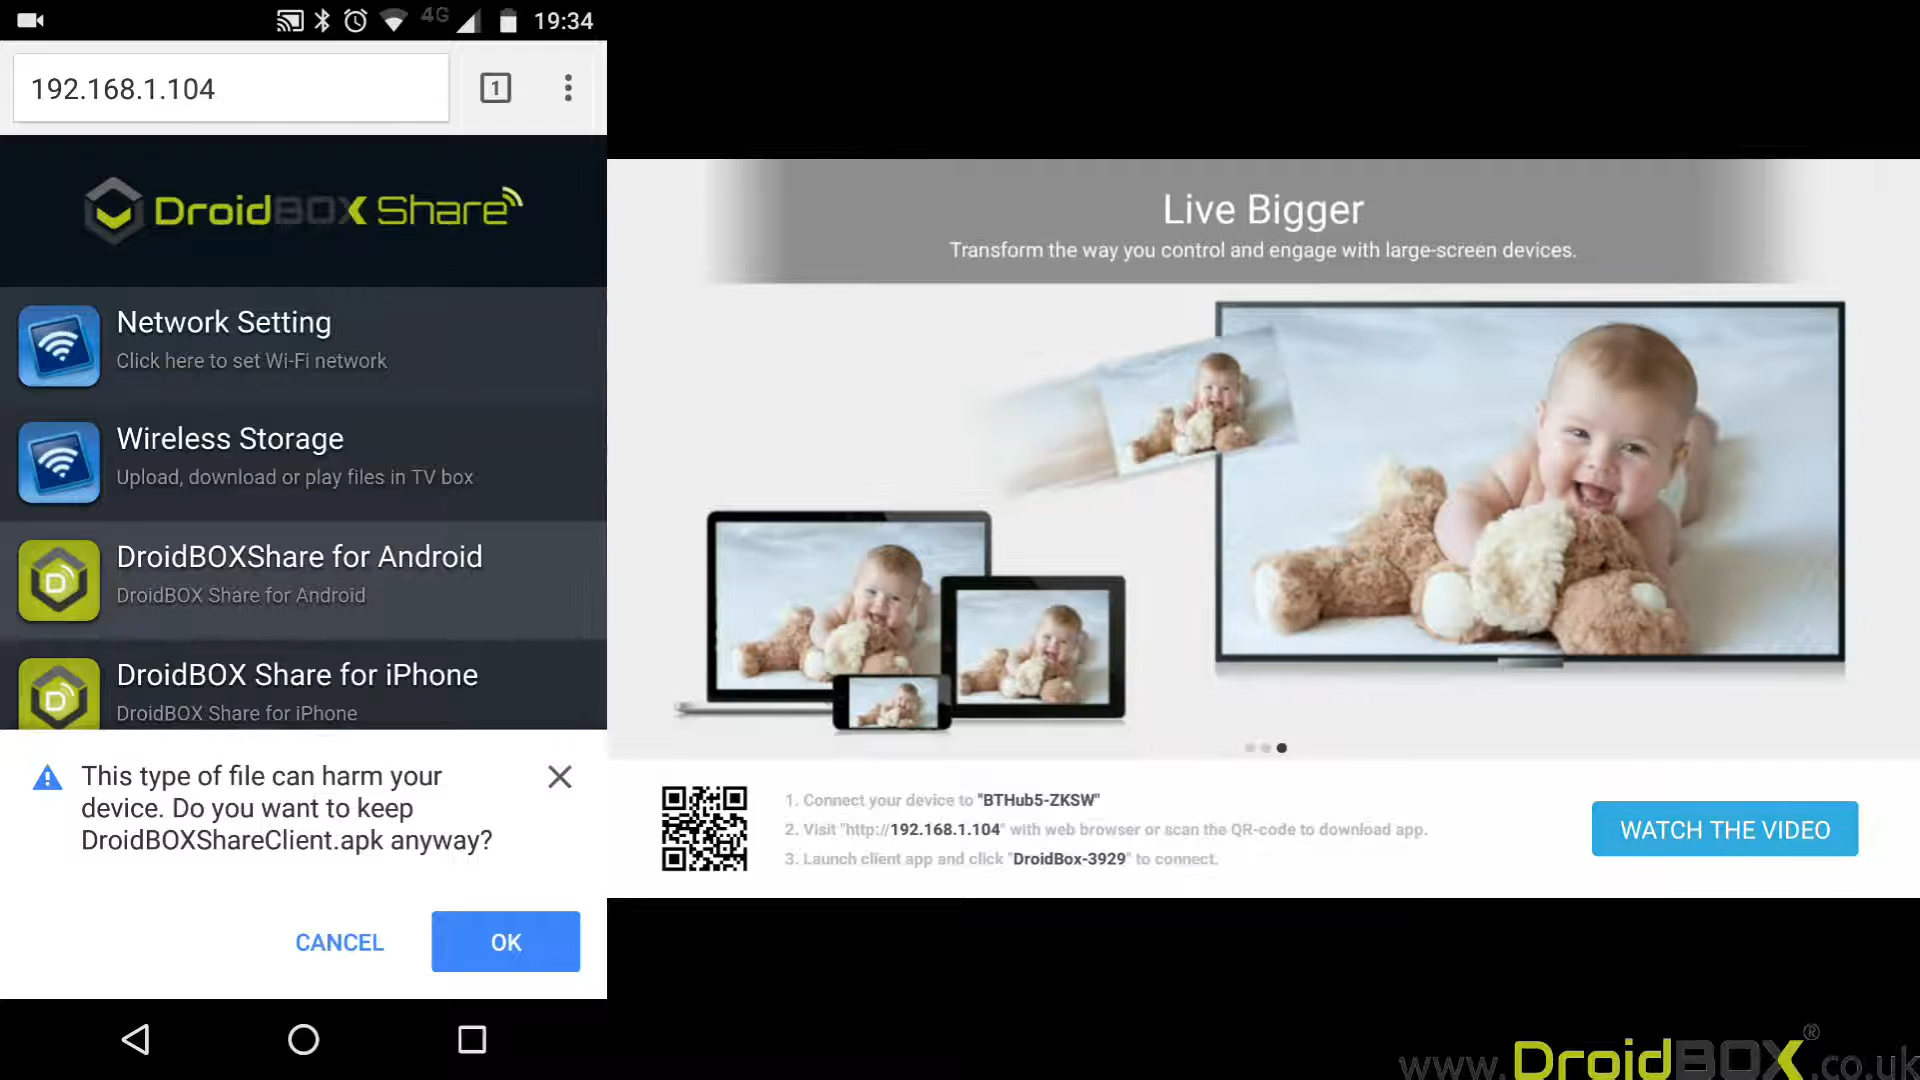 4G 19:34
192.168.1.104
1
DroidBOX Share
Network Setting
Click here to set Wi-Fi network
Wireless Storage
Upload, download or play files in TV box
DroidBOXShare for Android
DroidBOX Share for Android
DroidBOX Share for iPhone
DroidBOX Share for iPhone
This type of file can harm your
device. Do you want to keep
DroidBOXShareClient.apk anyway?
CANCEL OK
Live Bigger
Transform the way you control and engage with large-screen devices.
1. Connect your device to "BTHub5-ZKSW"
2. Visit "http://192.168.1.104" with web browser or scan the QR-code to download app.
3. Launch client app and click "DroidBox-3929" to connect.
WATCH THE VIDEO
www.DroidBOX®.co.uk